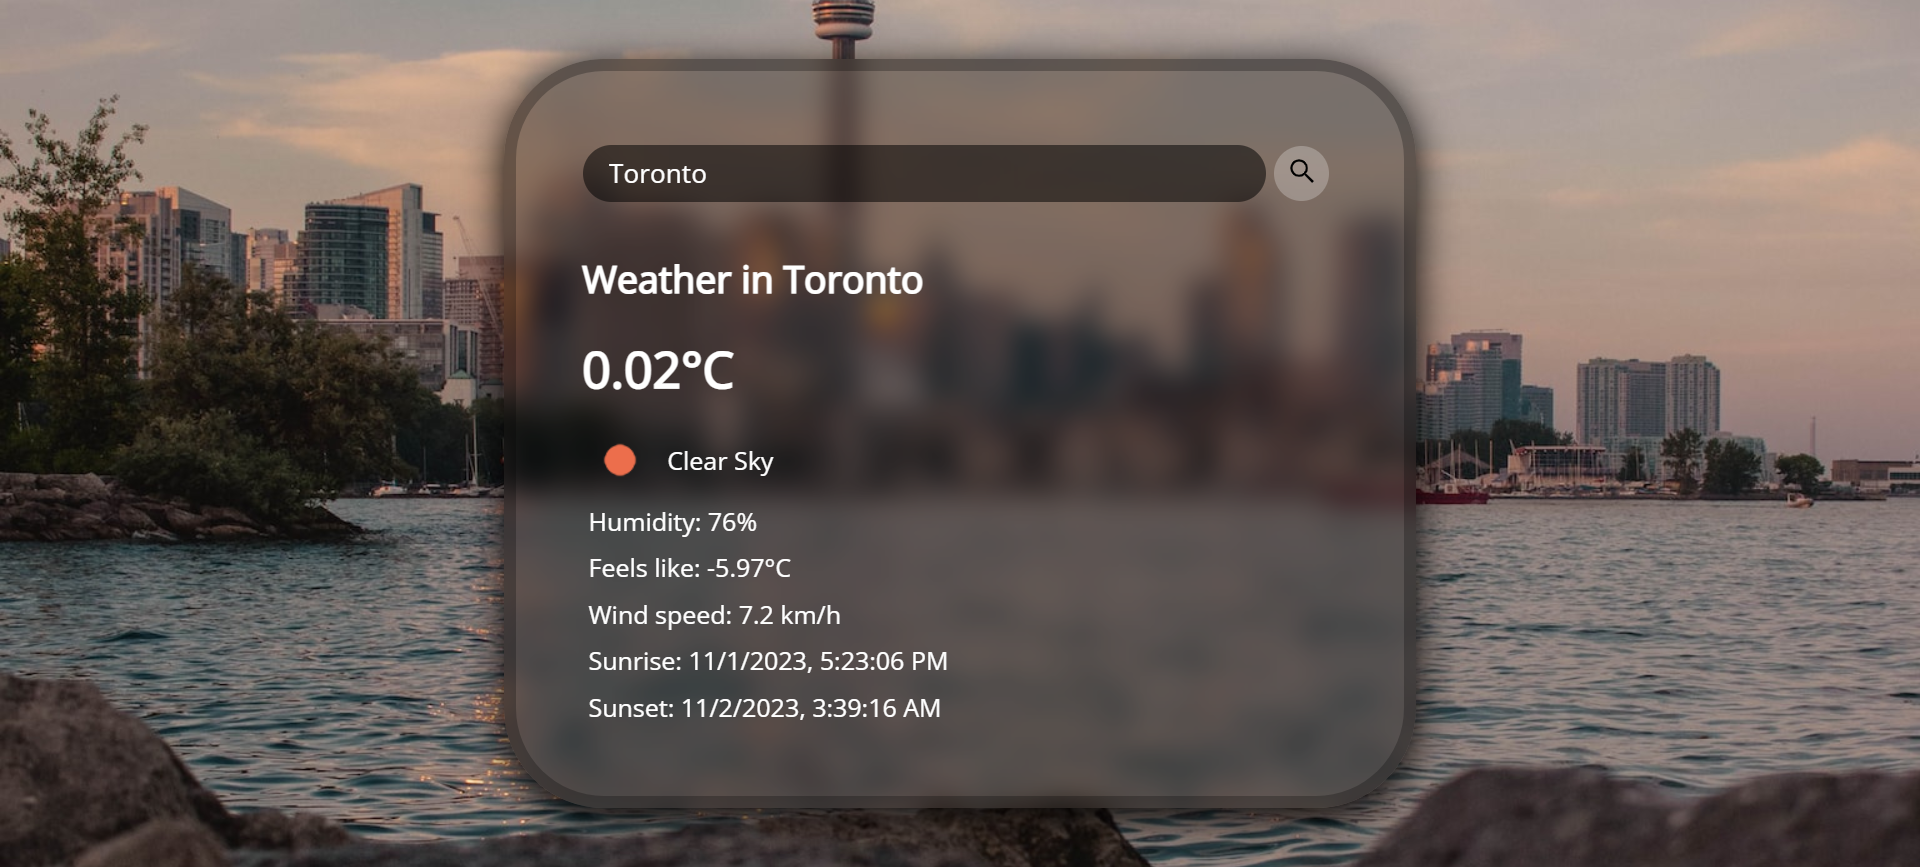 Toronto
Weather in Toronto
0.02°C
Clear Sky
Humidity: 76%
Feels like: -5.97°C
Wind speed: 7.2 km/h
Sunrise: 11/1/2023, 5:23:06 PM
Sunset: 11/2/2023, 3:39:16 AM